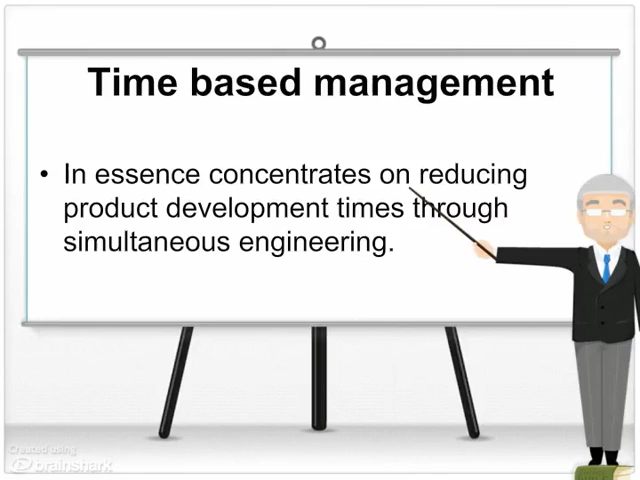 Time based management
• In essence concentrates on reducing
product development times through
simultaneous engineering.
Created using
brainshark